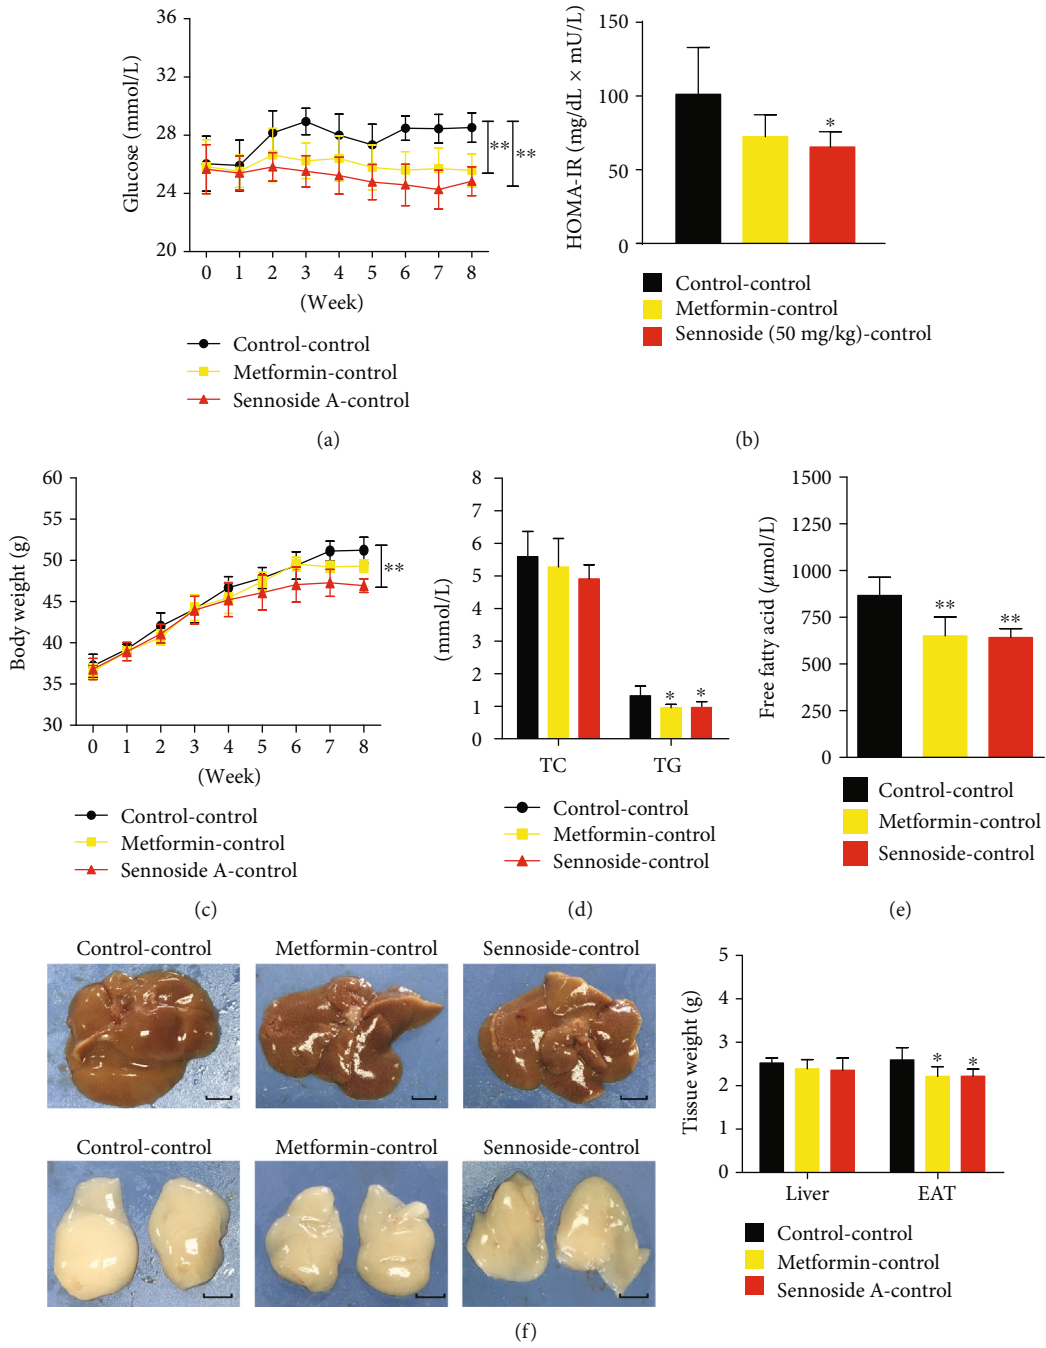 Glucose (mmol/L)
36
32
28
24
20
0 1 2 3 4 5 6 7 8
(Week)
** **
Control-control
Metformin-control
Sennoside A-control
(a)
HOMA-IR (mg/dL × mU/L)
150
100
50
0
*
Control-control
Metformin-control
Sennoside (50 mg/kg)-control
(b)
Body weight (g)
60
50
40
35
30
0 1 2 3 4 5 6 7 8
(Week)
**
Control-control
Metformin-control
Sennoside A-control
(c)
(mmol/L)
8
7
6
5
4
3
2
1
0
* *
TC TG
Control-control
Metformin-control
Sennoside-control
(d)
Free fatty acid (μmol/L)
1500
1250
1000
750
500
250
0
** **
Control-control
Metformin-control
Sennoside-control
(e)
Control-control Metformin-control Sennoside-control
Control-control Metformin-control Sennoside-control
Tissue weight (g)
5
4
3
2
1
0
* *
Liver EAT
Control-control
Metformin-control
Sennoside A-control
(f)